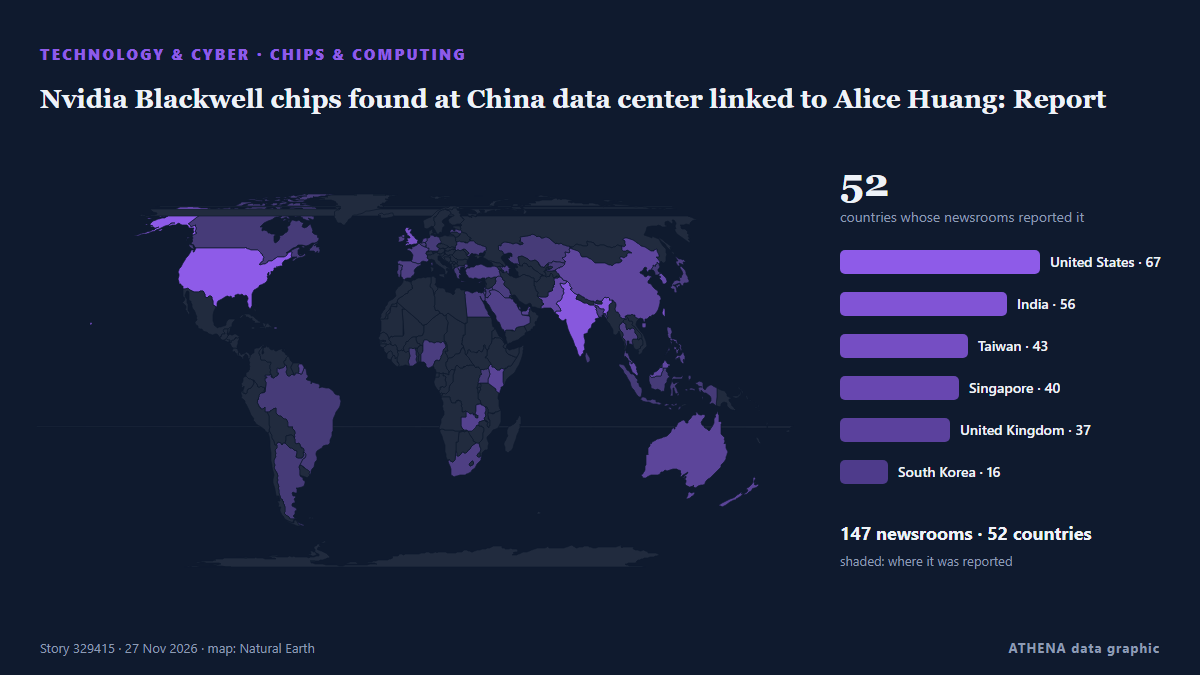 TECHNOLOGY & CYBER · CHIPS & COMPUTING
Nvidia Blackwell chips found at China data center linked to Alice Huang: Report
52
countries whose newsrooms reported it
United States · 67
India · 56
Taiwan · 43
Singapore · 40
United Kingdom · 37
South Korea · 16
147 newsrooms · 52 countries
shaded: where it was reported
Story 329415 · 27 Nov 2026 · map: Natural Earth
ATHENA data graphic